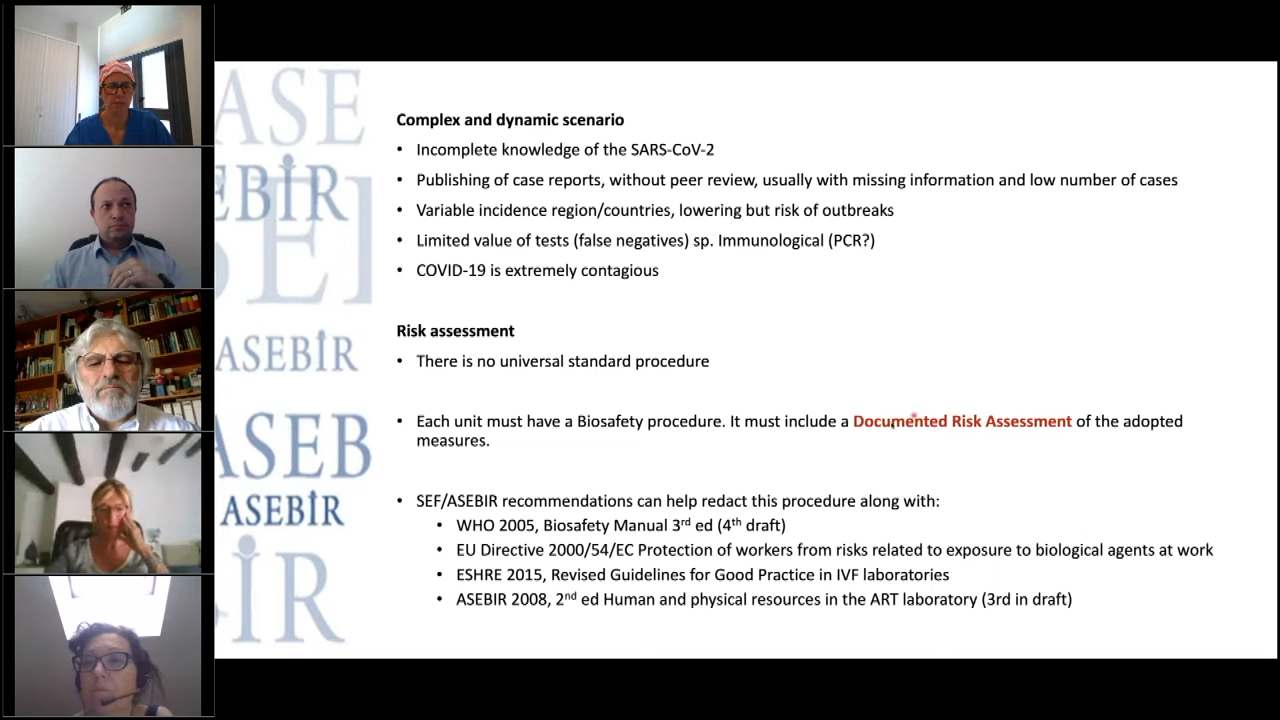 ASE
EBIR
SEI
ASEBIR
ASEB
ASEBIR
IR
Complex and dynamic scenario
• Incomplete knowledge of the SARS-CoV-2
• Publishing of case reports, without peer review, usually with missing information and low number of cases
• Variable incidence region/countries, lowering but risk of outbreaks
• Limited value of tests (false negatives) sp. Immunological (PCR?)
• COVID-19 is extremely contagious
Risk assessment
• There is no universal standard procedure
• Each unit must have a Biosafety procedure. It must include a Documented Risk Assessment of the adopted
measures.
• SEF/ASEBIR recommendations can help redact this procedure along with:
• WHO 2005, Biosafety Manual 3rd ed (4th draft)
• EU Directive 2000/54/EC Protection of workers from risks related to exposure to biological agents at work
• ESHRE 2015, Revised Guidelines for Good Practice in IVF laboratories
• ASEBIR 2008, 2nd ed Human and physical resources in the ART laboratory (3rd in draft)